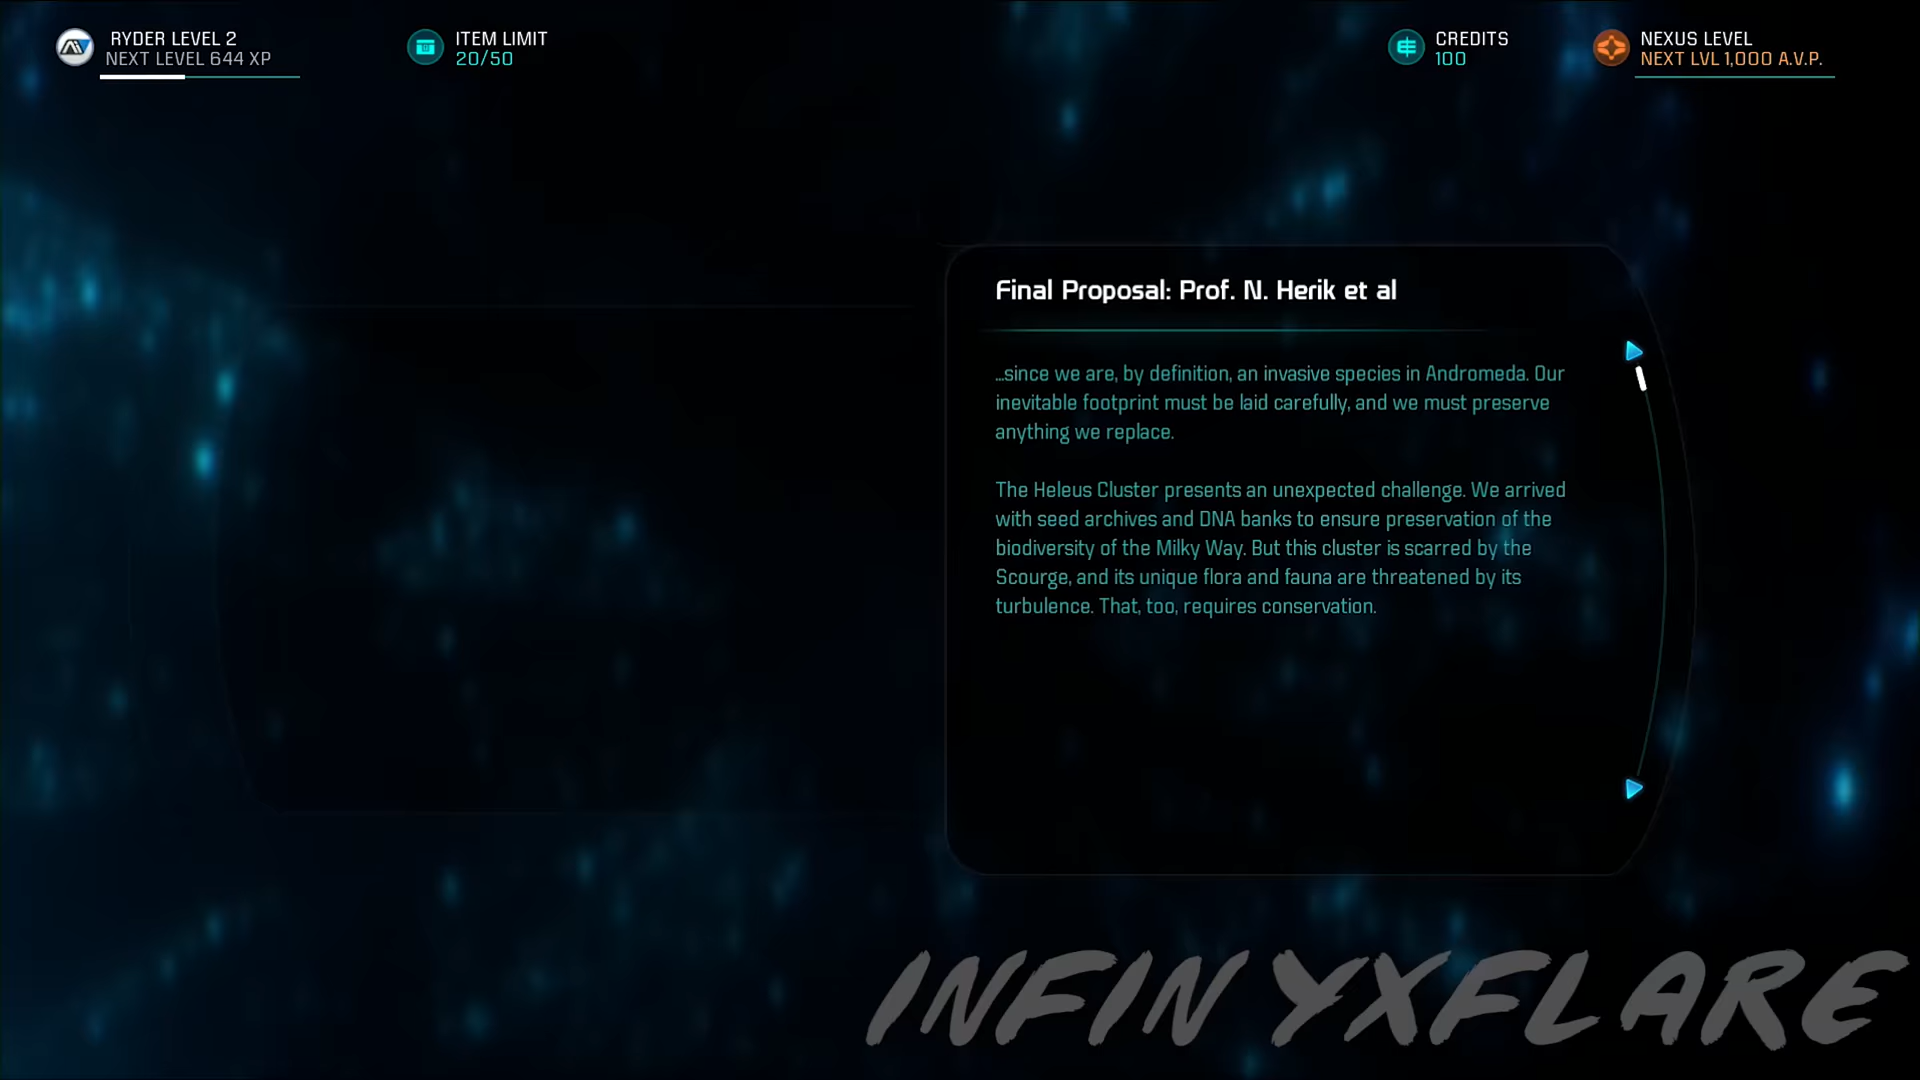 RYDER LEVEL 2
NEXT LEVEL 644 XP
ITEM LIMIT
20/50
CREDITS
100
NEXUS LEVEL
NEXT LVL 1,000 A.V.P.
Final Proposal: Prof. N. Herik et al
...since we are, by definition, an invasive species in Andromeda. Our
inevitable footprint must be laid carefully, and we must preserve
anything we replace.
The Heleus Cluster presents an unexpected challenge. We arrived
with seed archives and DNA banks to ensure preservation of the
biodiversity of the Milky Way. But this cluster is scarred by the
Scourge, and its unique flora and fauna are threatened by its
turbulence. That, too, requires conservation.
INFINYXFLARE